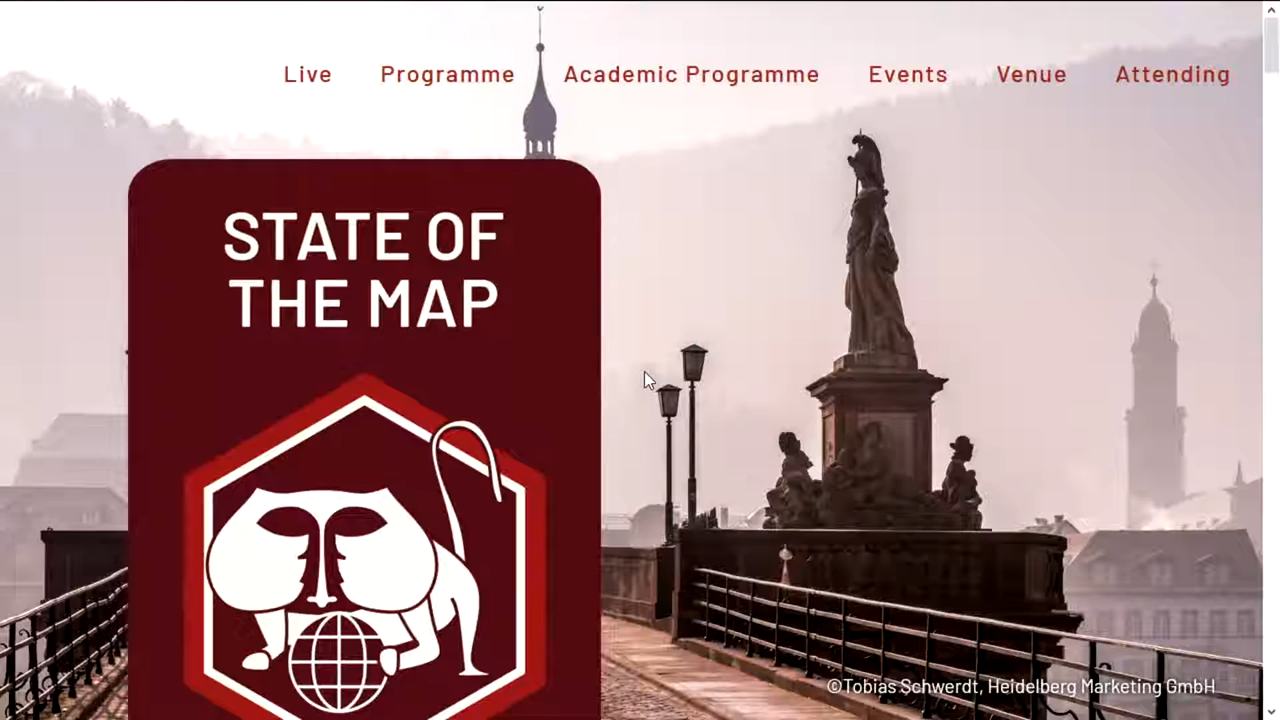 Live Programme Academic Programme Events Venue Attending
STATE OF
THE MAP
©Tobias Schwerdt, Heidelberg Marketing GmbH